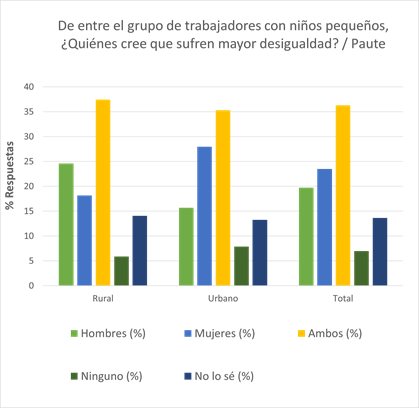 De entre el grupo de trabajadores con niños pequeños,
¿Quiénes cree que sufren mayor desigualdad? / Paute
% Respuestas
40
35
30
25
20
15
10
5
0
Rural Urbano Total
Hombres (%) Mujeres (%) Ambos (%)
Ninguno (%) No lo sé (%)